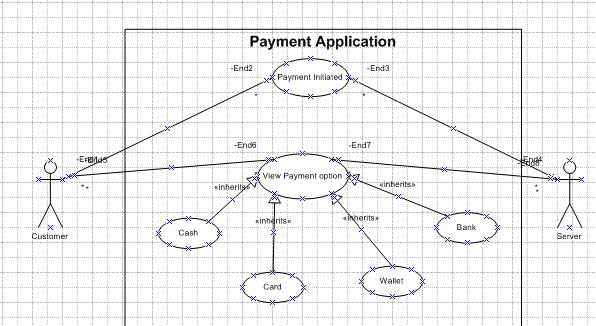 Payment Application
-End2
-End3
Payment Initiated
*
*
-End6
-End7
-End4
View Payment option
* *
*
«inherits»
«inherits»
«inherits»
«inherits»
Customer
Cash
Bank
Server
Card
Wallet